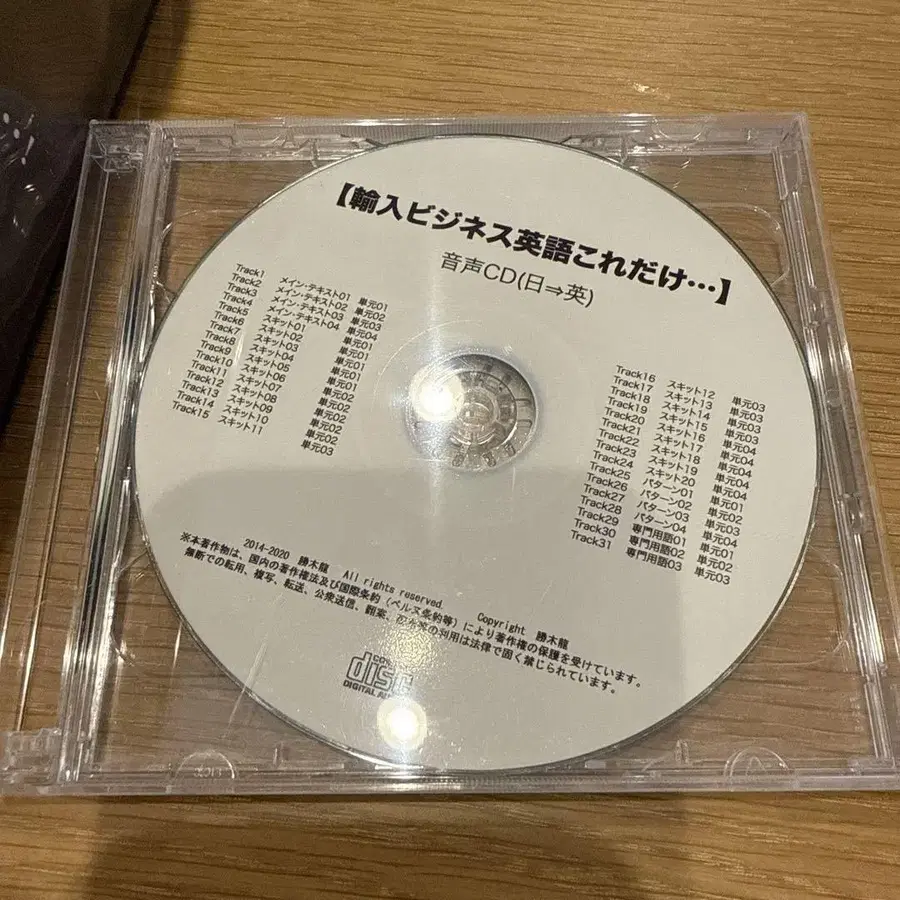 【輸入ビジネス英語これだけ…】
音声CD(日⇒英)
Track1 メイン・テキスト01 単元01
Track2 メイン・テキスト02 単元02
Track3 メイン・テキスト03 単元03
Track4 メイン・テキスト04 単元04
Track5 スキット01 単元01
Track6 スキット02 単元01
Track7 スキット03 単元01
Track8 スキット04 単元01
Track9 スキット05 単元01
Track10 スキット06 単元02
Track11 スキット07 単元02
Track12 スキット08 単元02
Track13 スキット09 単元02
Track14 スキット10 単元02
Track15 スキット11 単元03
Track16 スキット12 単元03
Track17 スキット13 単元03
Track18 スキット14 単元03
Track19 スキット15 単元03
Track20 スキット16 単元04
Track21 スキット17 単元04
Track22 スキット18 単元04
Track23 スキット19 単元04
Track24 スキット20 単元04
Track25 パターン01 単元01
Track26 パターン02 単元02
Track27 パターン03 単元03
Track28 パターン04 単元04
Track29 専門用語01 単元01
Track30 専門用語02 単元02
Track31 専門用語03 単元03
2014-2020 勝木龍 All rights reserved. Copyright 勝木龍
※本著作物は、国内の著作権法及び国際条約(ベルヌ条約等)により著作権の保護を受けています。
無断での転用、複写、転送、公衆送信、翻案、の利用は法律で固く禁じられています。
disc
DIGITAL